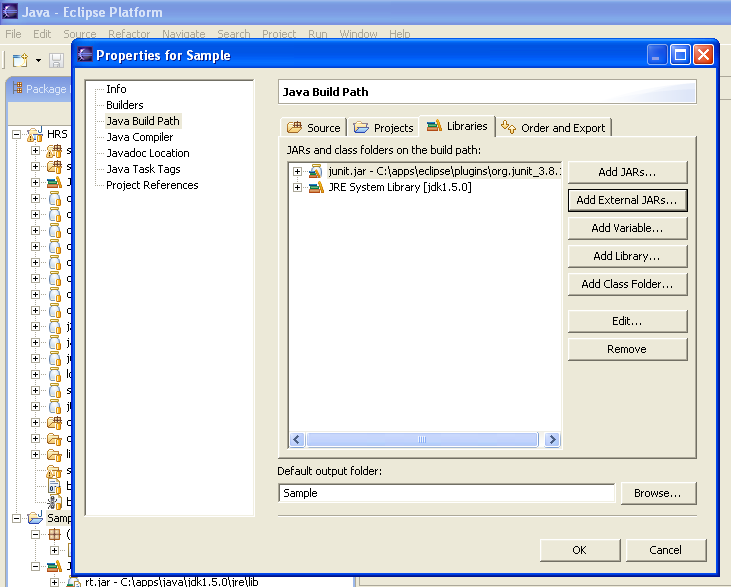 Java - Eclipse Platform
File Edit Source Refactor Navigate Search Project Run Window Help
Package
HRS
Properties for Sample
Info
Builders
Java Build Path
Java Compiler
Javadoc Location
Java Task Tags
Project References
Java Build Path
Source Projects Libraries Order and Export
JARs and class folders on the build path:
junit.jar - C:\apps\eclipse\plugins\org.junit_3.8.
JRE System Library [jdk1.5.0]
Add JARs...
Add External JARs...
Add Variable...
Add Library...
Add Class Folder...
Edit...
Remove
Default output folder:
Sample Browse...
OK Cancel
Samp
rt.jar - C:\apps\java\jdk1.5.0\jre\lib